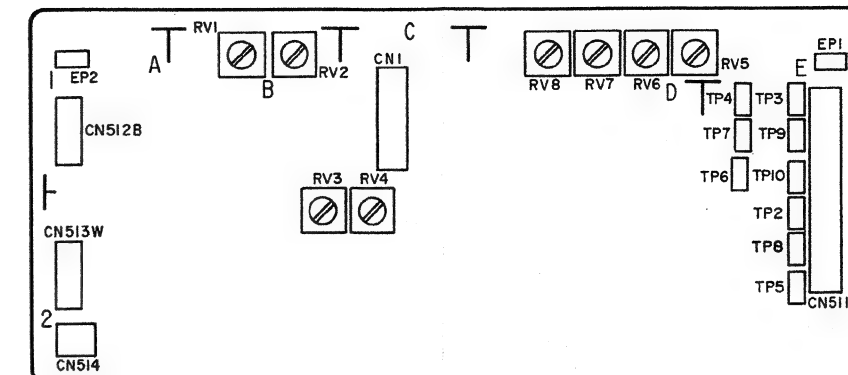 RV1
C
EP1
A
RV2
CN1
RV5
E
1
EP2
B
RV8
RV7
RV6
D
TP4
TP3
CN512B
TP7
TP9
RV3
RV4
TP6
TP10
TP2
CN513W
TP8
TP5
CN511
2
CN514